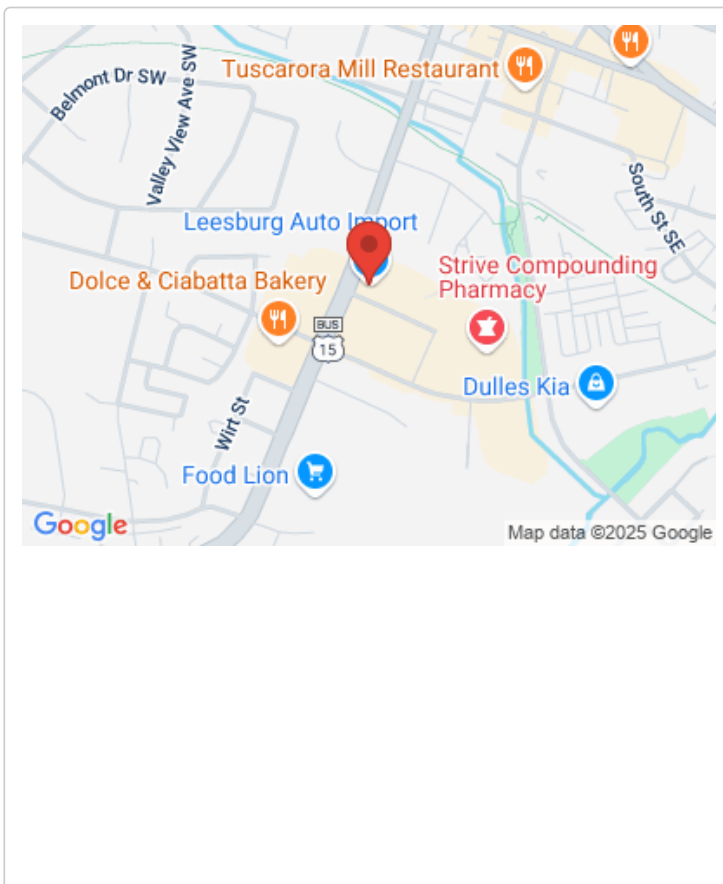 Tuscarora Mill Restaurant
Belmont Dr SW
Valley View Ave SW
South St SE
Leesburg Auto Import
Dolce & Ciabatta Bakery
Strive Compounding
Pharmacy
BUS
15
Dulles Kia
Wirt St
Food Lion
Google
Map data ©2025 Google